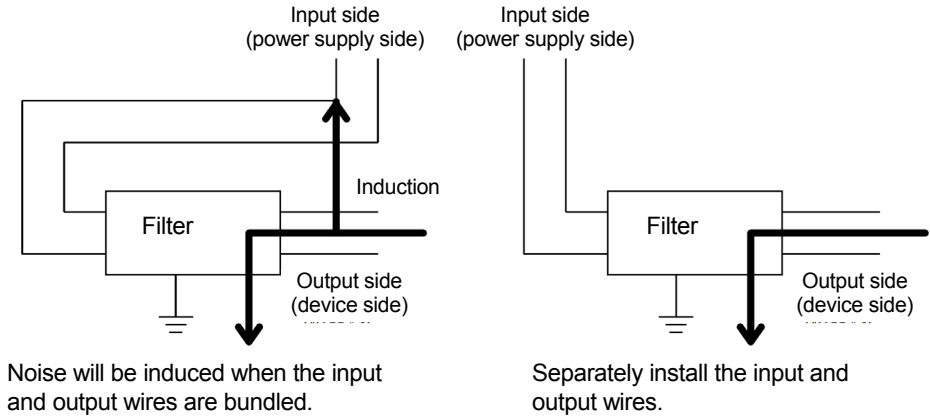 Input side
(power supply side)
Induction
Filter
Output side
(device side)
Noise will be induced when the input
and output wires are bundled.
Input side
(power supply side)
Filter
Output side
(device side)
Separately install the input and
output wires.